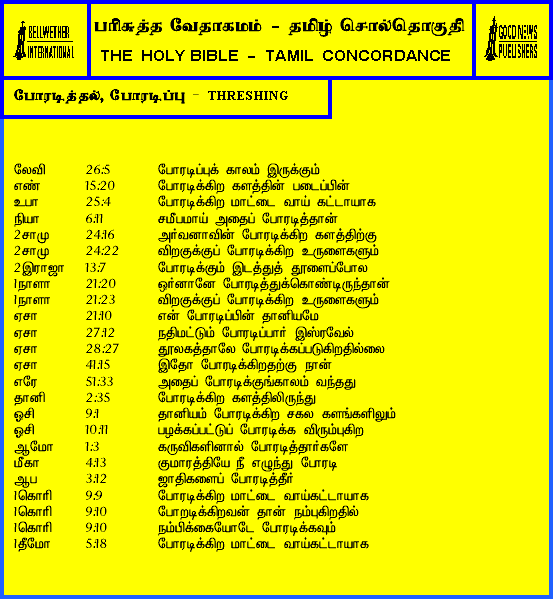 BELLWETHER
INTERNATIONAL
பரிசுத்த வேதாகமம் - தமிழ் சொல்தொகுதி
THE HOLY BIBLE - TAMIL CONCORDANCE
GOOD NEWS
PUBLISHERS
போரடித்தல், போரடிப்பு - THRESHING
லேவி 26:5 போரடிப்புக் காலம் இருக்கும்
எண் 15:20 போரடிக்கிற களத்தின் படைப்பின்
உபா 25:4 போரடிக்கிற மாட்டை வாய் கட்டாயாக
நியா 6:11 சமீபமாய் அதைப் போரடித்தான்
2சாமு 24:16 அர்வனாவின் போரடிக்கிற களத்திற்கு
2சாமு 24:22 விறகுக்குப் போரடிக்கிற உருளைகளும்
2இராஜா 13:7 போரடிக்கும் இடத்துத் தூளைப்போல
1நாளா 21:20 ஒர்னானே போரடித்துக்கொண்டிருந்தான்
1நாளா 21:23 விறகுக்குப் போரடிக்கிற உருளைகளும்
ஏசா 21:10 என் போரடிப்பின் தானியமே
ஏசா 27:12 நதிமட்டும் போரடிப்பார் இஸ்ரவேல்
ஏசா 28:27 தூலகத்தாலே போரடிக்கப்படுகிறதில்லை
ஏசா 41:15 இதோ போரடிக்கிறதற்கு நான்
எரே 51:33 அதைப் போரடிக்குங்காலம் வந்தது
தானி 2:35 போரடிக்கிற களத்திலிருந்து
ஓசி 9:1 தானியம் போரடிக்கிற சகல களங்களிலும்
ஓசி 10:11 பழக்கப்பட்டுப் போரடிக்க விரும்புகிற
ஆமோ 1:3 கருவிகளினால் போரடித்தார்களே
மீகா 4:13 குமாரத்தியே நீ எழுந்து போரடி
ஆப 3:12 ஜாதிகளைப் போரடித்தீர்
1கொரி 9:9 போரடிக்கிற மாட்டை வாய்கட்டாயாக
1கொரி 9:10 போறடிக்கிறவன் தான் நம்புகிறதில்
1கொரி 9:10 நம்பிக்கையோடே போரடிக்கவும்
1தீமோ 5:18 போரடிக்கிற மாட்டை வாய்கட்டாயாக